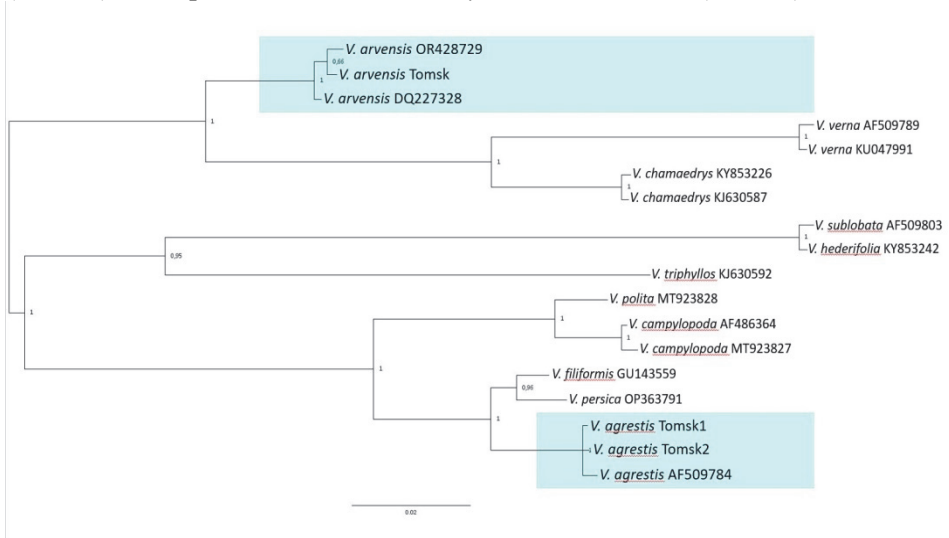 V. arvensis OR428729
0,66
V. arvensis Tomsk
1
V. arvensis DQ227328
1
V. verna AF509789
1
V. verna KU047991
1
V. chamaedrys KY853226
1
V. chamaedrys KJ630587
V. sublobata AF509803
1
V. hederifolia KY853242
0,95
V. triphyllos KJ630592
V. polita MT923828
1
1
V. campylopoda AF486364
1
V. campylopoda MT923827
1
V. filiformis GU143559
0,96
V. persica OP363791
1
V. agrestis Tomsk1
V. agrestis Tomsk2
V. agrestis AF509784
0.02